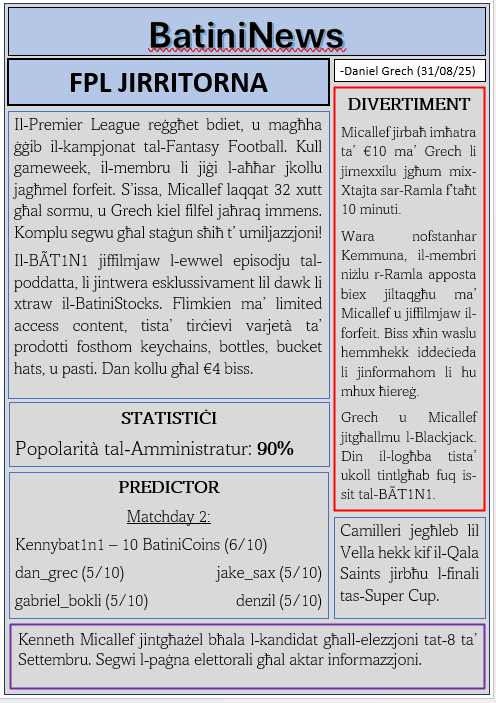 BatiniNews
FPL JIRRITORNA
-Daniel Grech (31/08/25)
Il-Premier League reġgħet bdiet, u magħha
ġġib il-kampjonat tal-Fantasy Football. Kull
gameweek, il-membru li jiġi l-aħħar jkollu
jagħmel forfeit. S'issa, Micallef laqqat 32 xutt
għal sormu, u Grech kiel filfel jaħraq immens.
Komplu segwu għal staġun sħiħ t' umiljazzjoni!
Il-BÃT1N1 jiffilmjaw l-ewwel episodju tal-
poddatta, li jintwera esklussivament lil dawk li
xtraw il-BatiniStocks. Flimkien ma' limited
access content, tista' tirċievi varjetà ta'
prodotti fosthom keychains, bottles, bucket
hats, u pasti. Dan kollu għal €4 biss.
STATISTIĊI
Popolarità tal-Amministratur: 90%
PREDICTOR
Matchday 2:
Kennybat1n1 – 10 BatiniCoins (6/10)
dan_grec (5/10) jake_sax (5/10)
gabriel_bokli (5/10) denzil (5/10)
DIVERTIMENT
Micallef jirbaħ imħatra
ta' €10 ma' Grech li
jirnexxilu jgħum mix-
Xtajta sar-Ramla f'taħt
10 minuti.
Wara nofstanhar
Kemmuna, il-membri
niżlu r-Ramla apposta
biex jiltaqgħu ma'
Micallef u jiffilmjaw il-
forfeit. Biss xħin waslu
hemmhekk iddeċieda
li jinformahom li hu
mhux ħiereġ.
Grech u Micallef
jitgħallmu l-Blackjack.
Din il-logħba tista'
ukoll tintlgħab fuq is-
sit tal-BÃT1N1.
Camilleri jegħleb lil
Vella hekk kif il-Qala
Saints jirbħu l-finali
tas-Super Cup.
Kenneth Micallef jintgħażel bħala l-kandidat għall-elezzjoni tat-8 ta'
Settembru. Segwi l-paġna elettorali għal aktar informazzjoni.